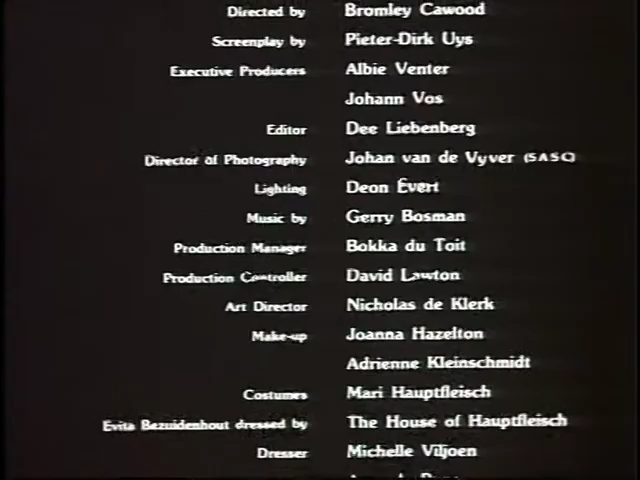 Directed by Bromley Cawood
Screenplay by Pieter-Dirk Uys
Executive Producers Albie Venter
Johann Vos
Editor Dee Liebenberg
Director of Photography Johan van de Vyver (SASC)
Lighting Deon Evert
Music by Gerry Bosman
Production Manager Bokka du Toit
Production Controller David Lawton
Art Director Nicholas de Klerk
Make-up Joanna Hazelton
Adrienne Kleinschmidt
Costumes Mari Hauptfleisch
Evita Bezuidenhout dressed by The House of Hauptfleisch
Dresser Michelle Viljoen